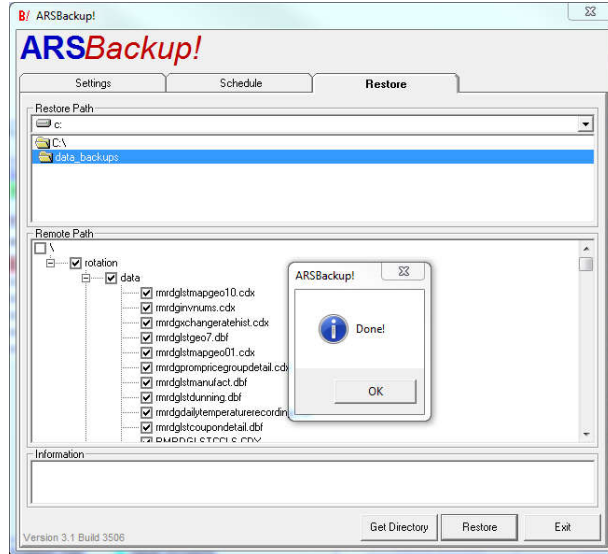 B/ ARSBackup!
ARSBackup!
Settings Schedule Restore
Restore Path
c:
C:\
data_backups
Remote Path
\
rotation
data
rmrdglstmapgeo10.cdx
rmrdginvnums.cdx
rmrdgxchangeratehist.cdx
rmrdglstgeo7.dbf
rmrdglstmapgeo01.cdx
rmrdgprompricegroupdetail.cdx
rmrdglstmanufact.dbf
rmrdglstdunning.dbf
rmrdgdailytemperaturerecordin
rmrdglstcoupondetail.dbf
RMRDGLSTCCLS.CDX
ARSBackup!
Done!
OK
Information
Get Directory Restore Exit
Version 3.1 Build 3506